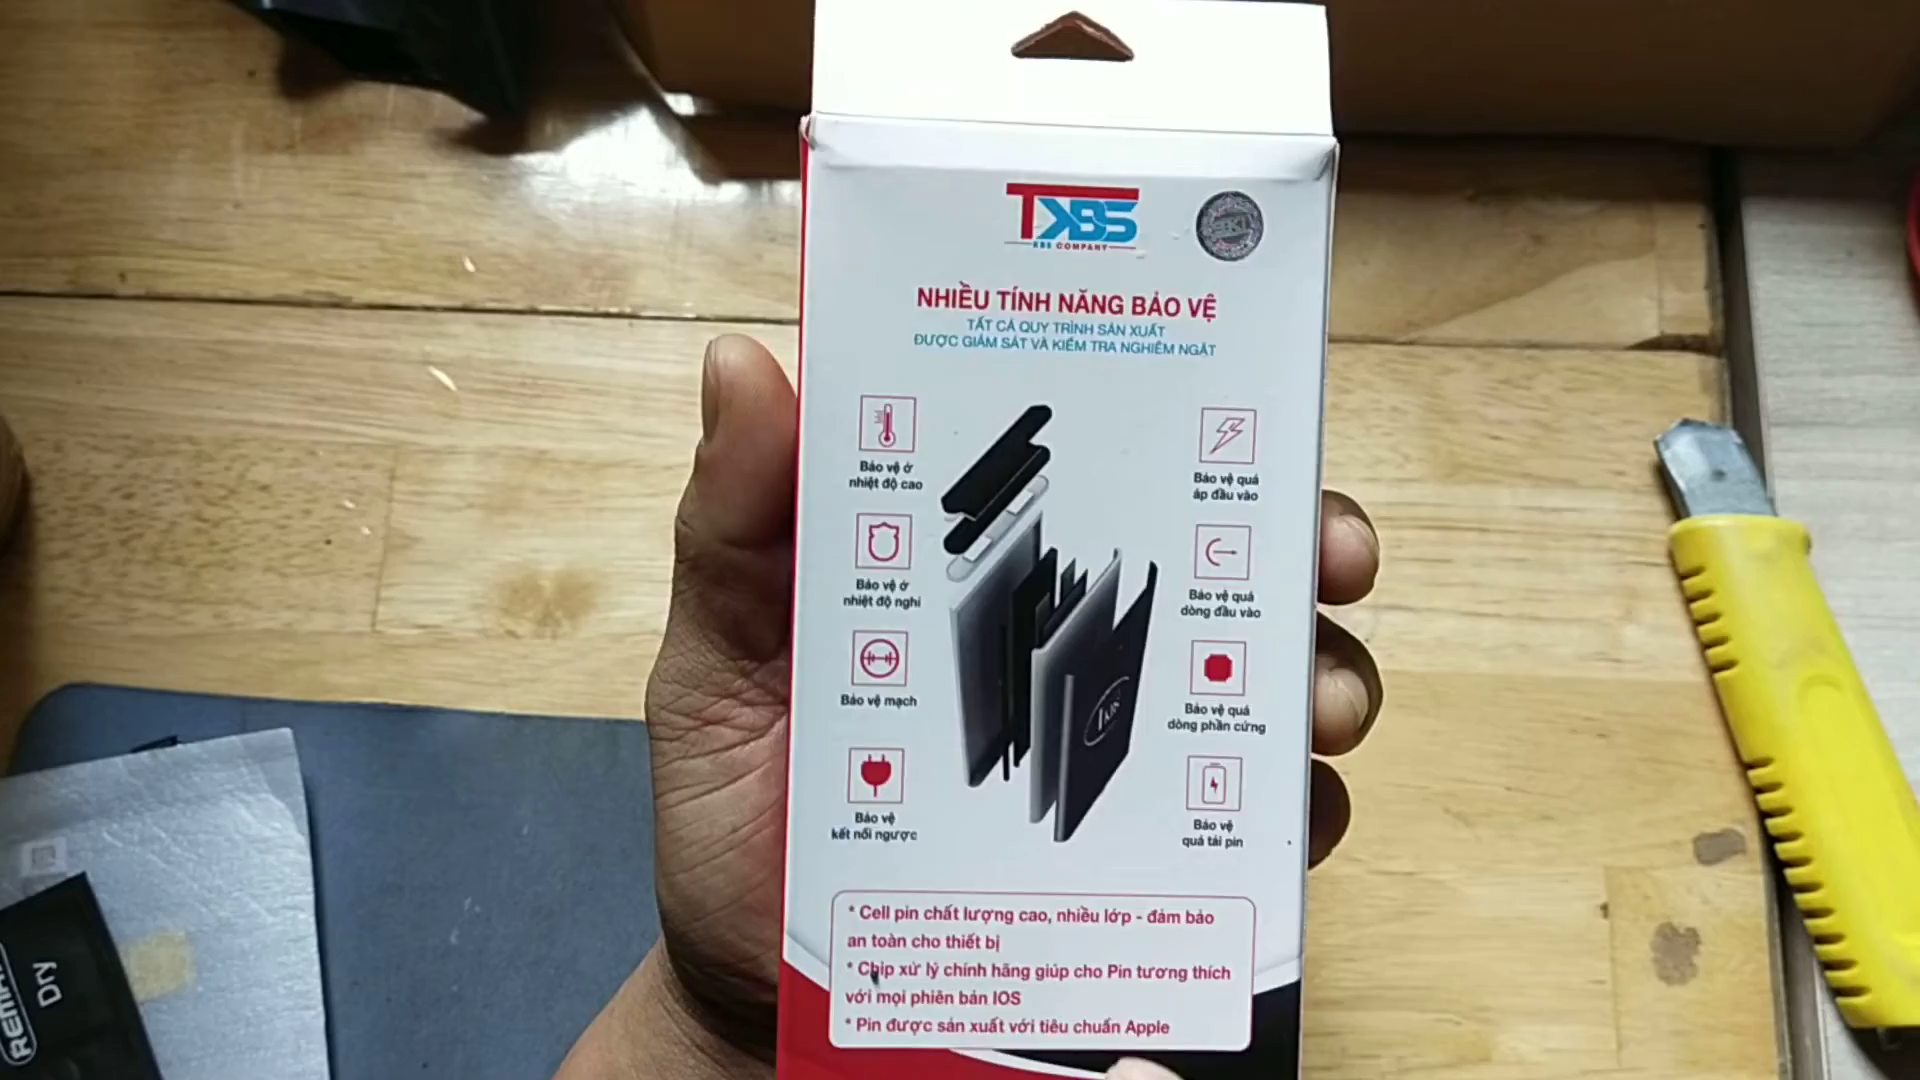 TKBS
KBS COMPANY
NHIỀU TÍNH NĂNG BẢO VỆ
TẤT CẢ QUY TRÌNH SẢN XUẤT
ĐƯỢC GIÁM SÁT VÀ KIỂM TRA NGHIÊM NGẶT
Bảo vệ ở
nhiệt độ cao
Bảo vệ quá
áp đầu vào
Bảo vệ ở
nhiệt độ nghỉ
Bảo vệ quá
dòng đầu vào
Bảo vệ mạch
Bảo vệ quá
dòng phần cứng
Bảo vệ
kết nối ngược
Bảo vệ
quá tải pin
* Cell pin chất lượng cao, nhiều lớp - đảm bảo
an toàn cho thiết bị
* Chip xử lý chính hãng giúp cho Pin tương thích
với mọi phiên bản IOS
* Pin được sản xuất với tiêu chuẩn Apple
Dry